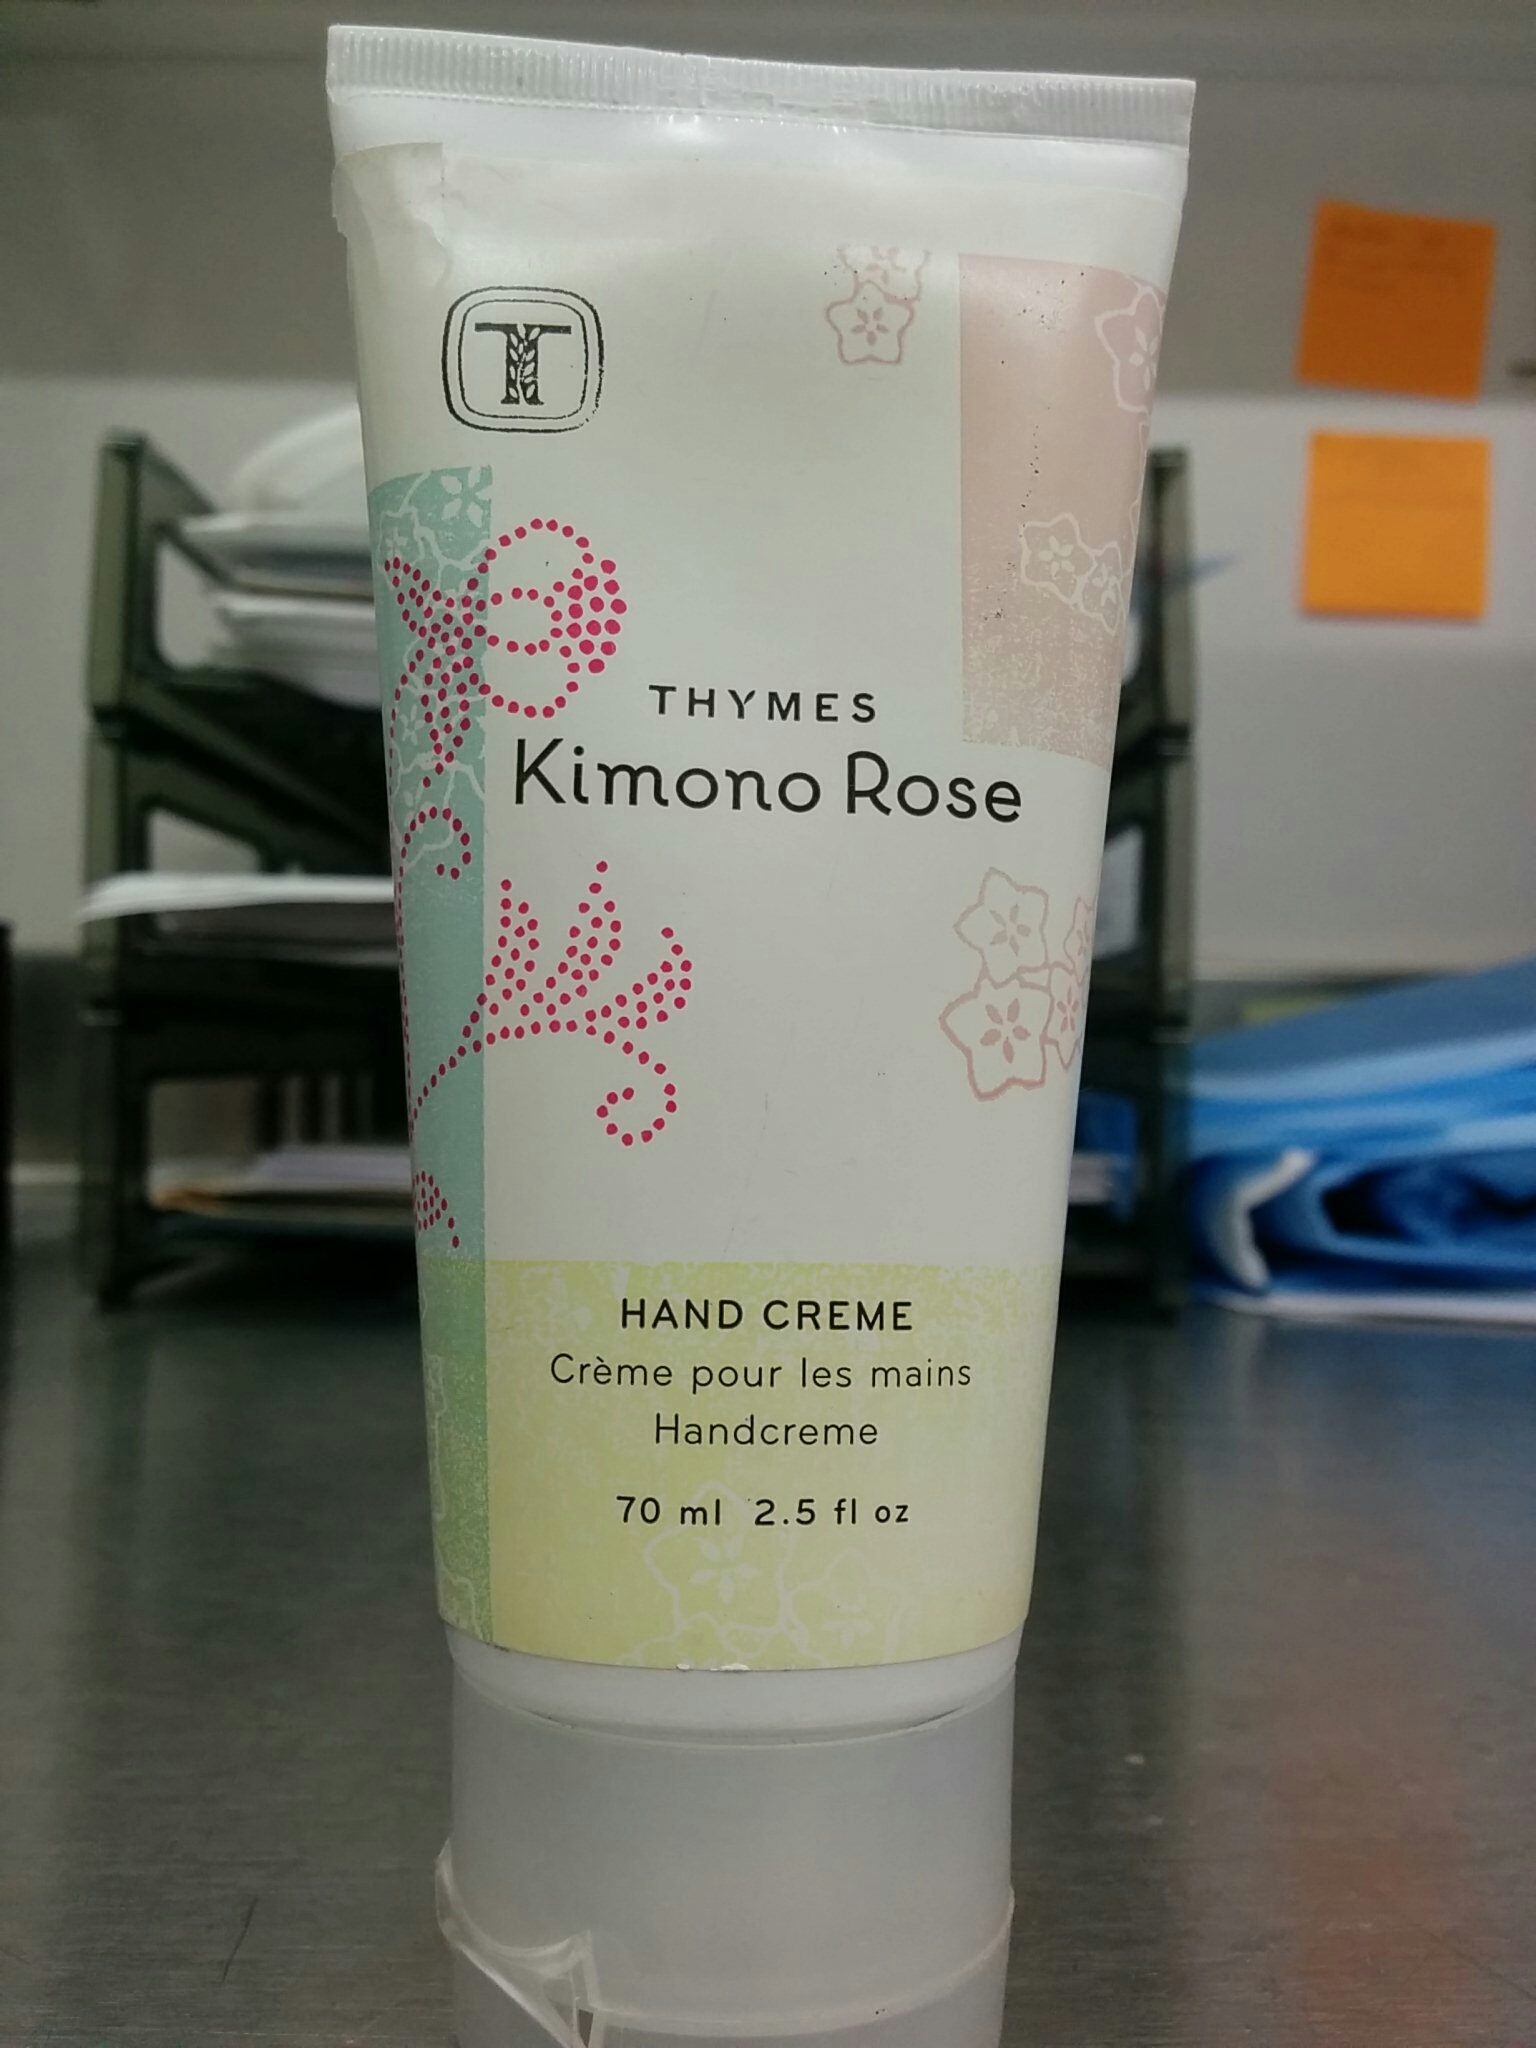 T
THYMES
Kimono Rose
HAND CREME
Crème pour les mains
Handcreme
70 ml 2.5 fl oz